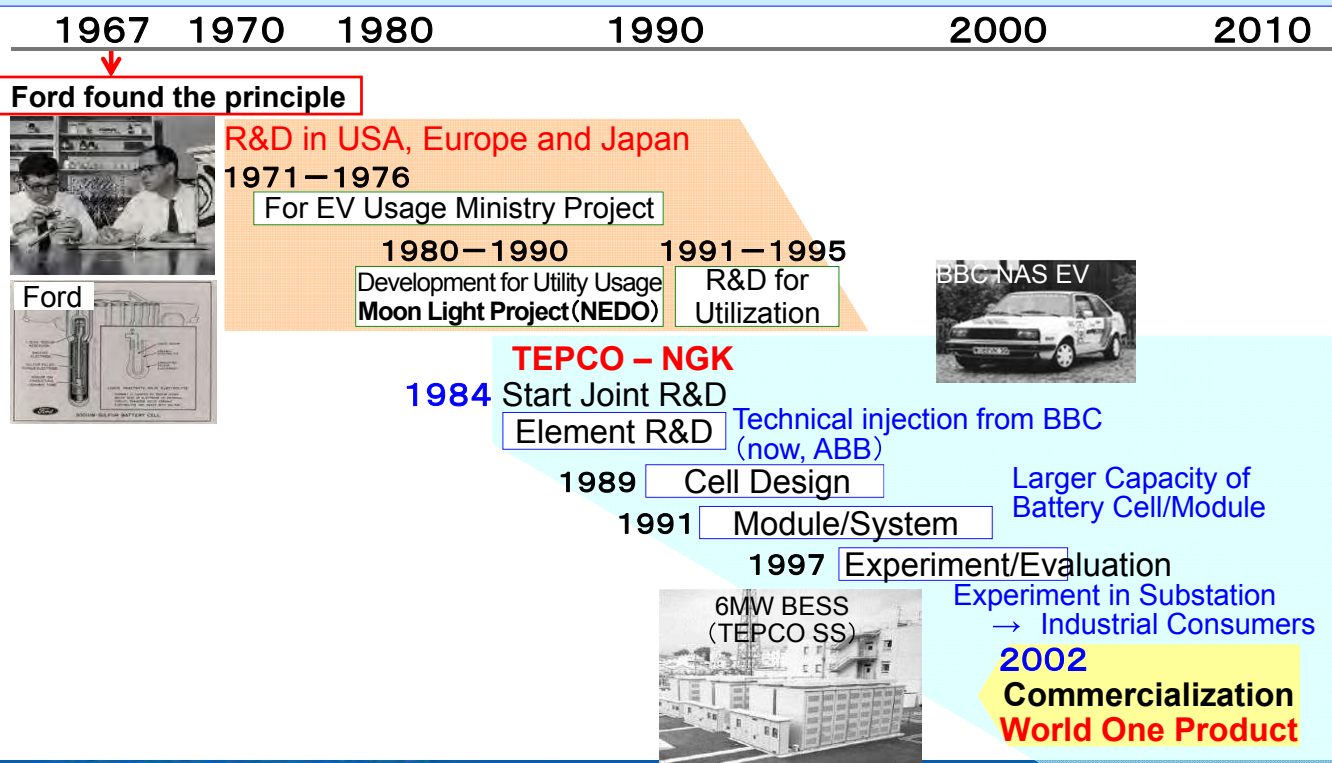 1967 1970 1980 1990 2000 2010
Ford found the principle
R&D in USA, Europe and Japan
1971－1976
For EV Usage Ministry Project
1980－1990
Development for Utility Usage
Moon Light Project（NEDO）
1991－1995
R&D for
Utilization
Ford
SODIUM-SULFUR BATTERY CELL
BBC NAS EV
TEPCO – NGK
1984 Start Joint R&D
Element R&D
Technical injection from BBC
（now, ABB）
1989 Cell Design
Larger Capacity of
Battery Cell/Module
1991 Module/System
1997 Experiment/Evaluation
6MW BESS
（TEPCO SS）
Experiment in Substation
→ Industrial Consumers
2002
Commercialization
World One Product